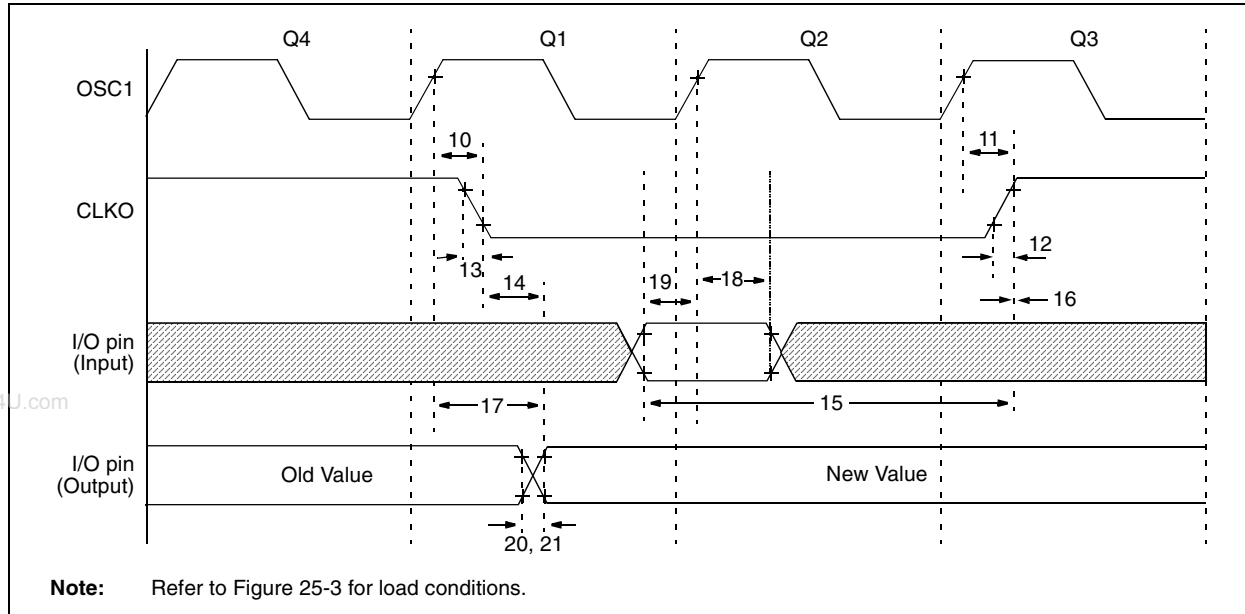 Q4 Q1 Q2 Q3
OSC1
10 11
CLKO
13 12
14 19 18 16
I/O pin
(Input)
4U.com
17 15
I/O pin
(Output)
Old Value New Value
20, 21
Note: Refer to Figure 25-3 for load conditions.